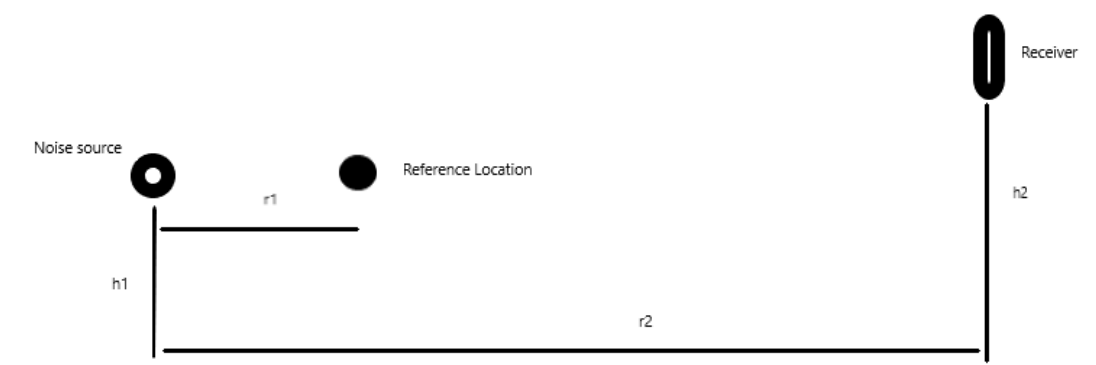 Receiver
Noise source
Reference Location
r1
h2
h1
r2